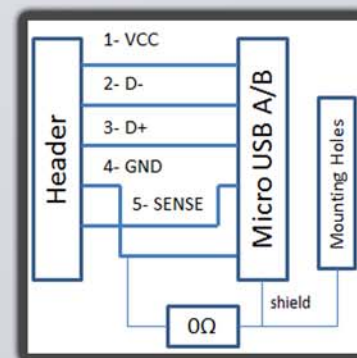 1- VCC
2- D-
3- D+
4- GND
5- SENSE
Header
Micro USB A/B
Mounting Holes
shield
0Ω